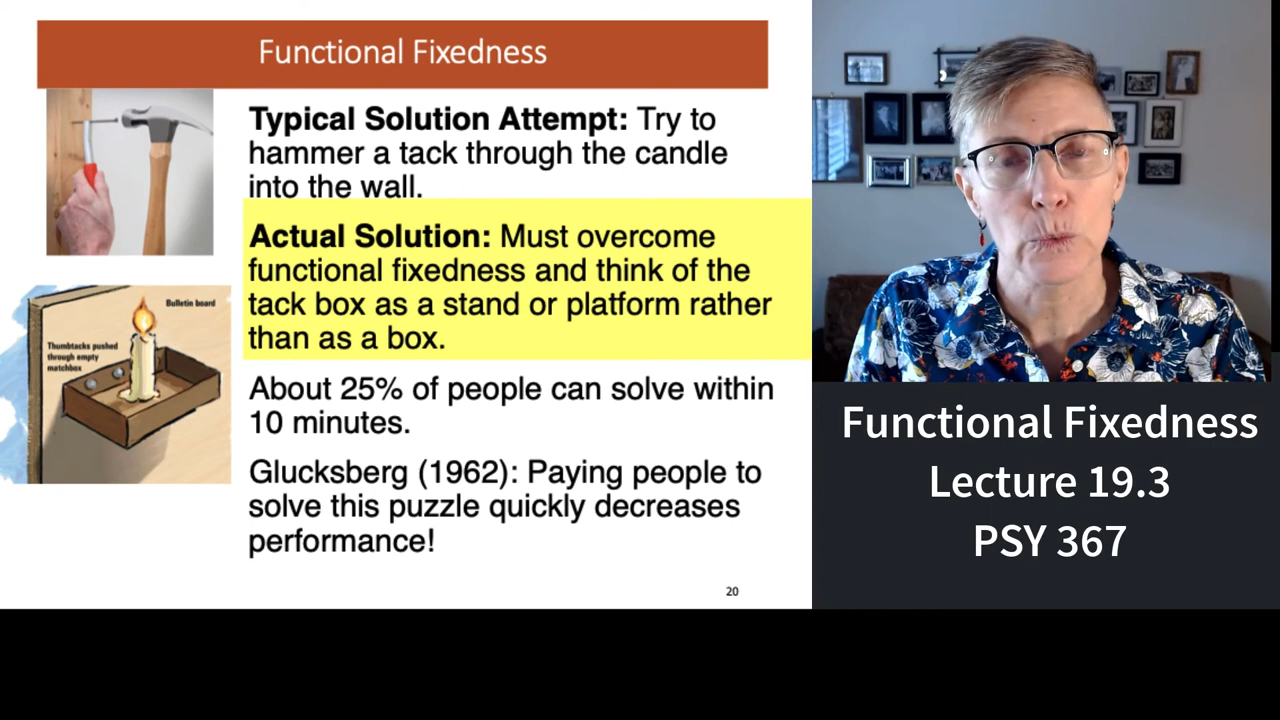 Functional Fixedness
Typical Solution Attempt: Try to
hammer a tack through the candle
into the wall.
Actual Solution: Must overcome
functional fixedness and think of the
tack box as a stand or platform rather
than as a box.
Bulletin board
Thumbtacks pushed
through empty
matchbox
About 25% of people can solve within
10 minutes.
Glucksberg (1962): Paying people to
solve this puzzle quickly decreases
performance!
20
Functional Fixedness
Lecture 19.3
PSY 367